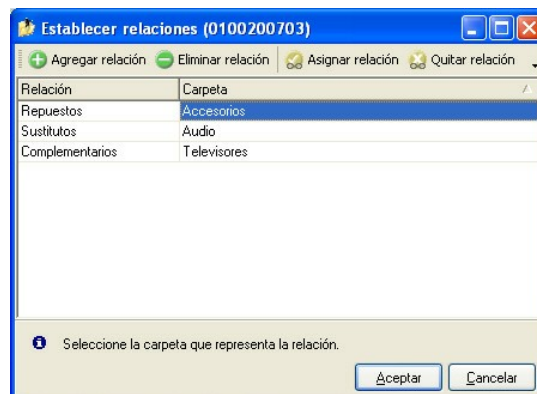 Establecer relaciones (0100200703)
Agregar relación Eliminar relación Asignar relación Quitar relación
Relación Carpeta
Repuestos Accesorios
Sustitutos Audio
Complementarios Televisores
Seleccione la carpeta que representa la relación.
Aceptar Cancelar